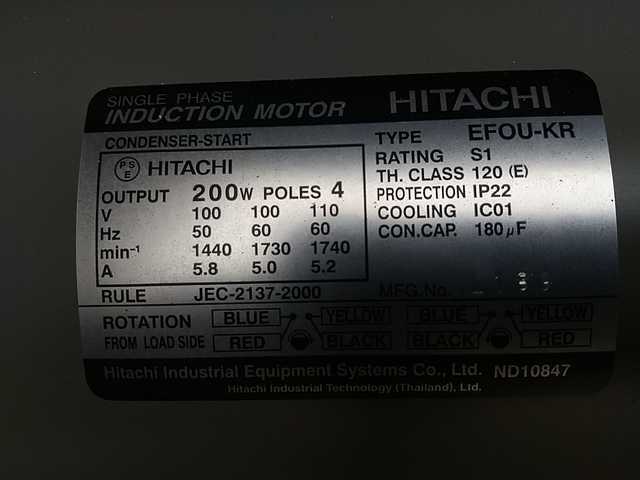 SINGLE PHASE
INDUCTION MOTOR HITACHI
CONDENSER-START
PSE HITACHI
OUTPUT 200W POLES 4
V 100 100 110
Hz 50 60 60
min⁻¹ 1440 1730 1740
A 5.8 5.0 5.2
TYPE EFOU-KR
RATING S1
TH. CLASS 120 (E)
PROTECTION IP22
COOLING IC01
CON.CAP. 180μF
RULE JEC-2137-2000 MFG.No.
ROTATION BLUE YELLOW BLUE YELLOW
FROM LOAD SIDE RED BLACK BLACK RED
Hitachi Industrial Equipment Systems Co., Ltd. ND10847
Hitachi Industrial Technology (Thailand), Ltd.